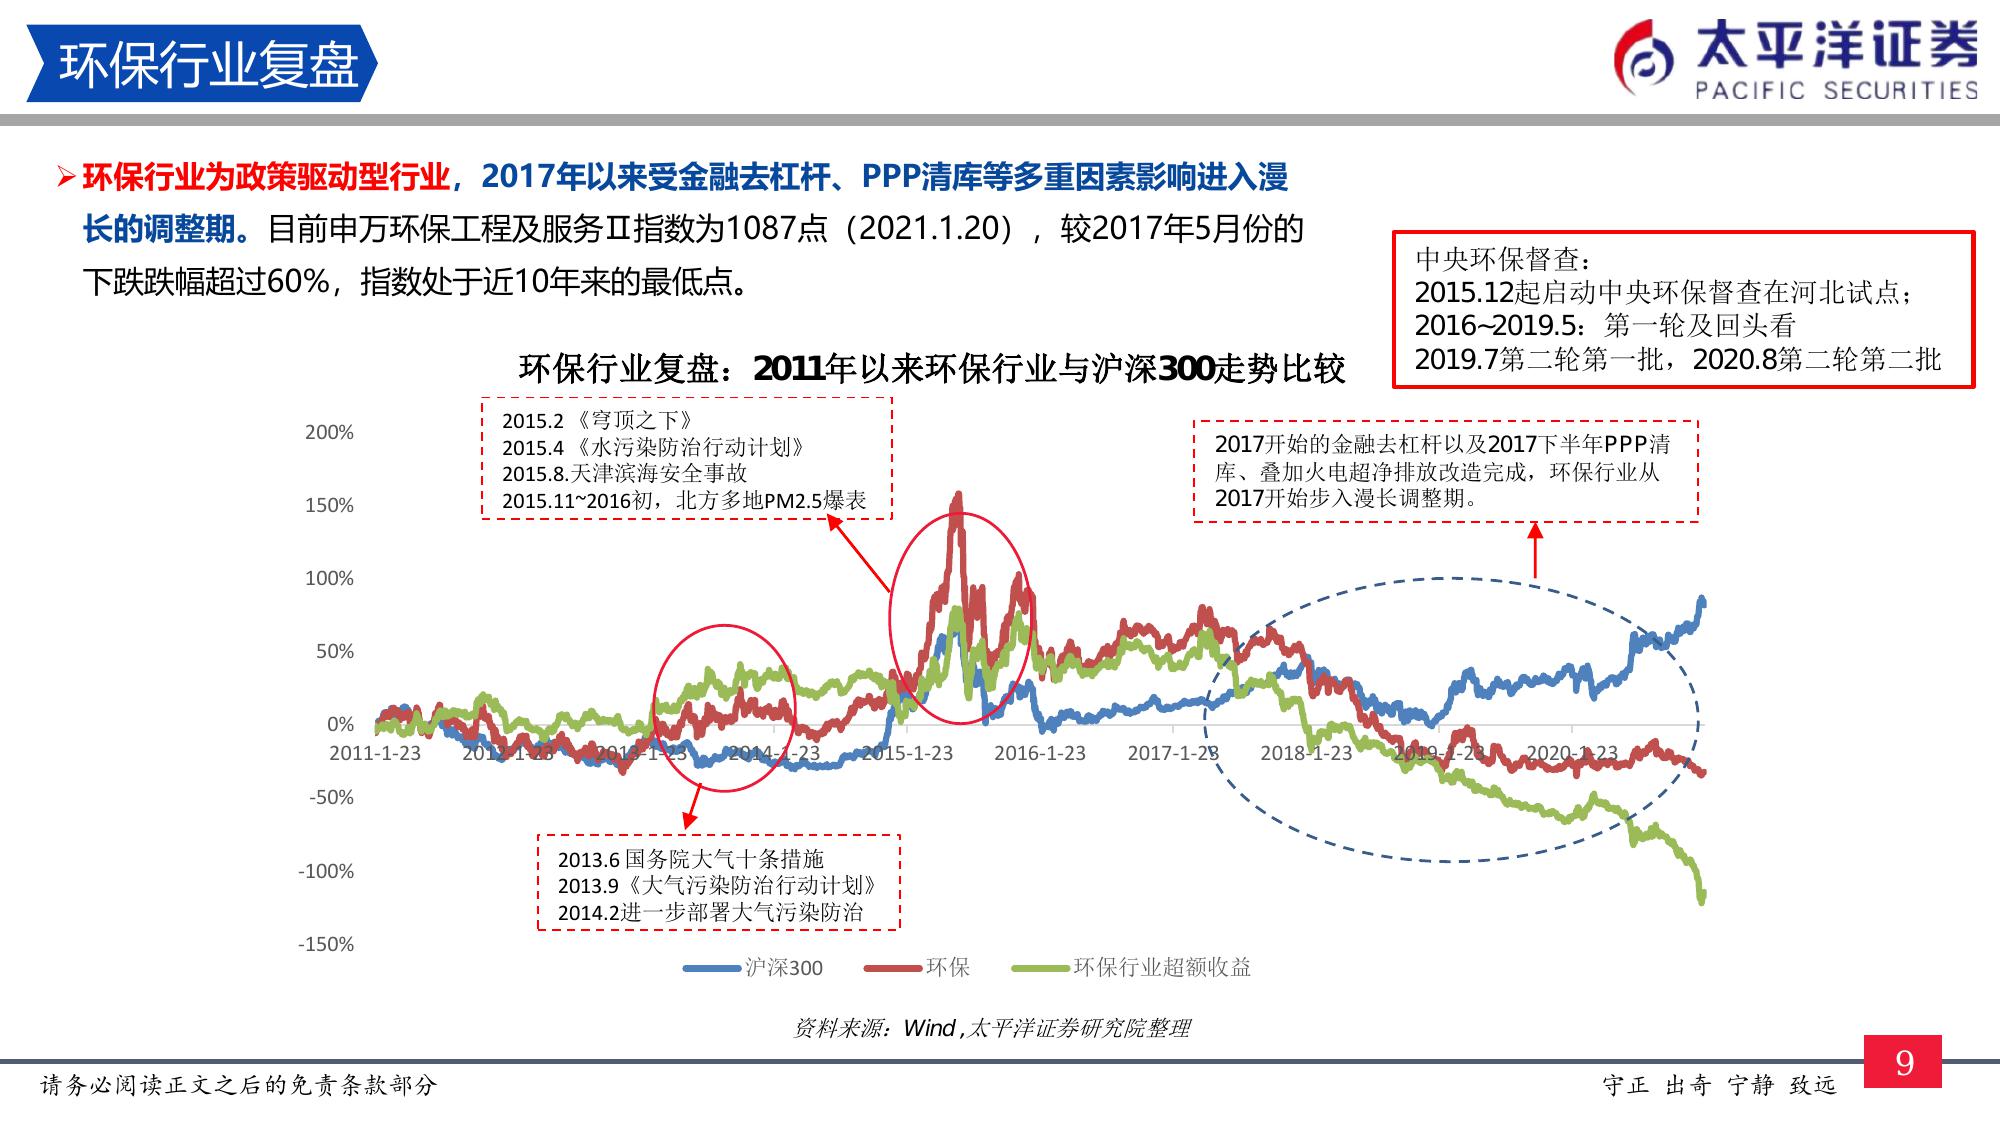 环保行业复盘
太平洋证券
PACIFIC SECURITIES
环保行业为政策驱动型行业，2017年以来受金融去杠杆、PPP清库等多重因素影响进入漫
长的调整期。目前申万环保工程及服务Ⅱ指数为1087点（2021.1.20），较2017年5月份的
下跌跌幅超过60%，指数处于近10年来的最低点。
中央环保督查：
2015.12起启动中央环保督查在河北试点；
2016~2019.5：第一轮及回头看
2019.7第二轮第一批，2020.8第二轮第二批
环保行业复盘：2011年以来环保行业与沪深300走势比较
2015.2 《穹顶之下》
2015.4 《水污染防治行动计划》
2015.8.天津滨海安全事故
2015.11~2016初，北方多地PM2.5爆表
2017开始的金融去杠杆以及2017下半年PPP清
库、叠加火电超净排放改造完成，环保行业从
2017开始步入漫长调整期。
200%
150%
100%
50%
0%
-50%
-100%
-150%
2011-1-23
2012-1-23
2013-1-23
2014-1-23
2015-1-23
2016-1-23
2017-1-23
2018-1-23
2019-1-23
2020-1-23
2013.6 国务院大气十条措施
2013.9《大气污染防治行动计划》
2014.2进一步部署大气污染防治
沪深300
环保
环保行业超额收益
资料来源：Wind ,太平洋证券研究院整理
请务必阅读正文之后的免责条款部分
守正 出奇 宁静 致远
9